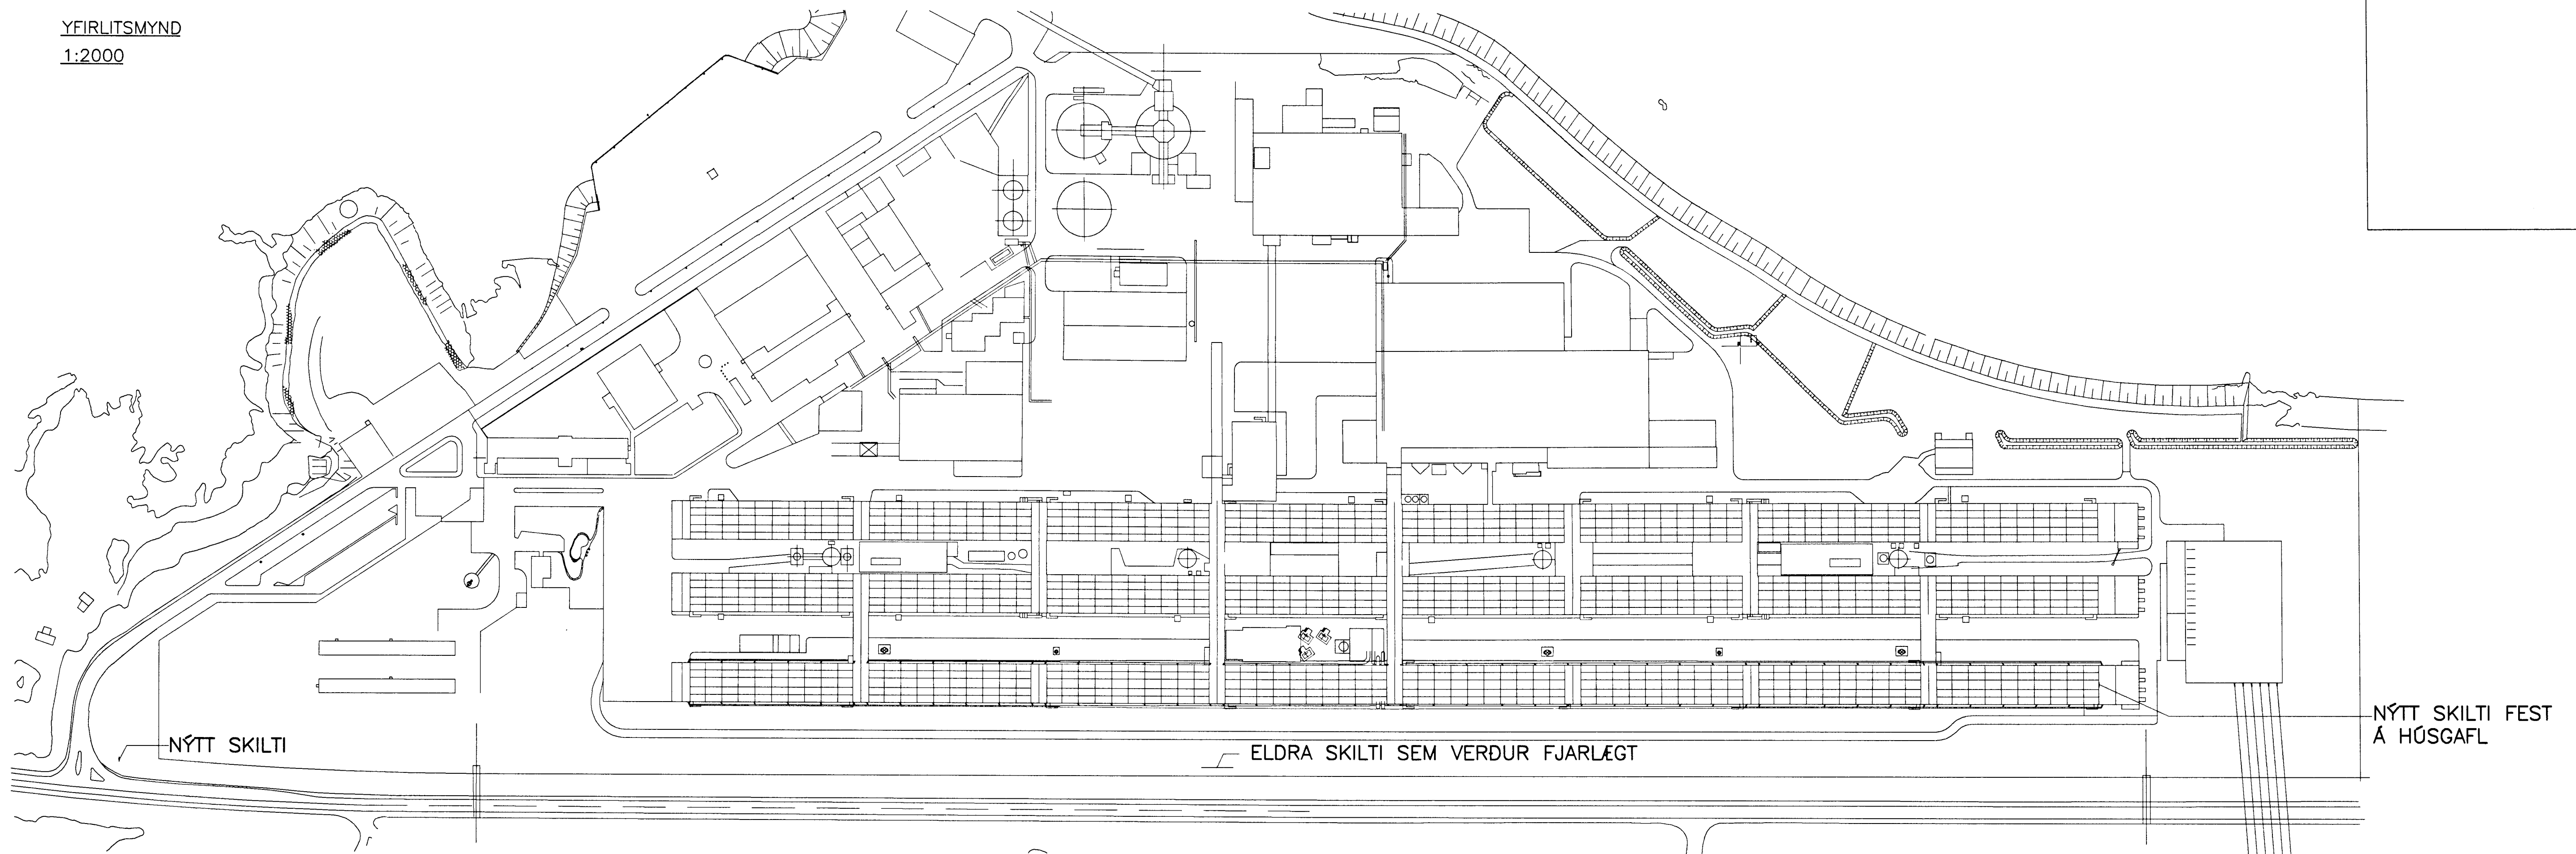 YFIRLITSMYND
1:2000
NÝTT SKILTI
ELDRA SKILTI SEM VERÐUR FJARLÆGT
NÝTT SKILTI FEST
Á HÚSGAFL